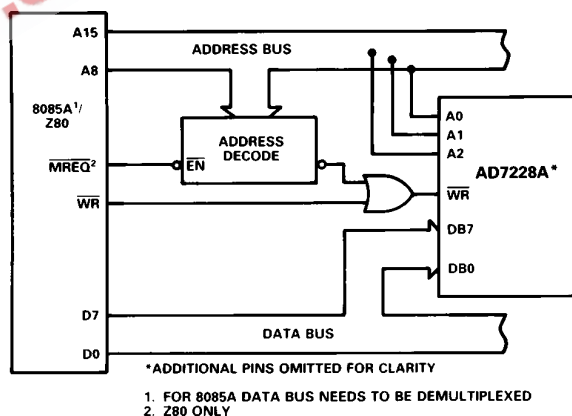 A15
ADDRESS BUS
A8
8085A¹/
Z80
ADDRESS
DECODE
A0
A1
A2
AD7228A*
MREQ²
EN
WR
WR
DB7
DB0
D7
DATA BUS
D0
*ADDITIONAL PINS OMITTED FOR CLARITY
1. FOR 8085A DATA BUS NEEDS TO BE DEMULTIPLEXED
2. Z80 ONLY